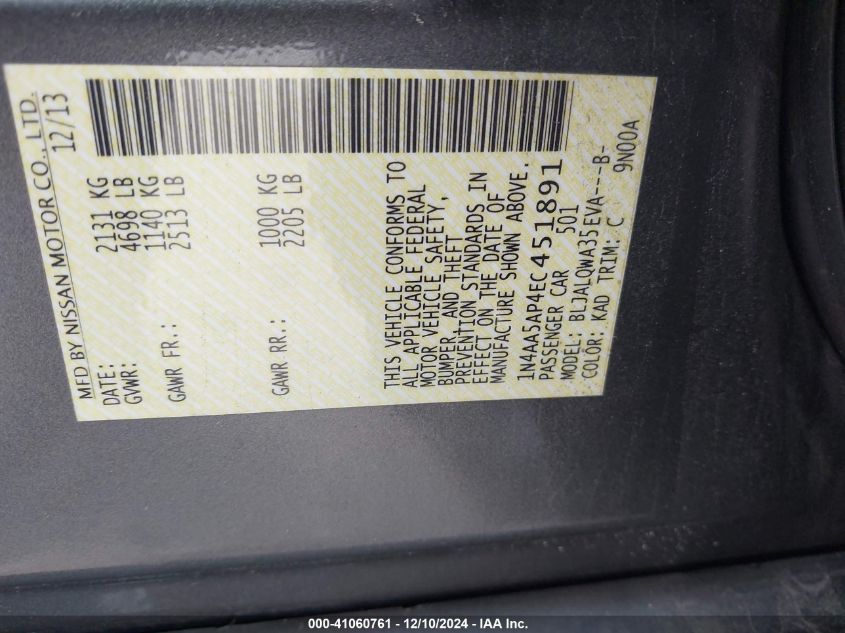 MFD BY NISSAN MOTOR CO., LTD.
DATE: 12/13
GVWR: 2131 KG
4698 LB
GAWR FR.: 1140 KG
2513 LB
GAWR RR.: 1000 KG
2205 LB
THIS VEHICLE CONFORMS TO
ALL APPLICABLE FEDERAL
MOTOR VEHICLE SAFETY,
BUMPER, AND THEFT
PREVENTION STANDARDS IN
EFFECT ON THE DATE OF
MANUFACTURE SHOWN ABOVE.
1N4AA5AP4EC451891
PASSENGER CAR 501
MODEL: BLJALQWA35EVA----B-
COLOR: KAD TRIM: C 9N00A
000-41060761 - 12/10/2024 - IAA Inc.